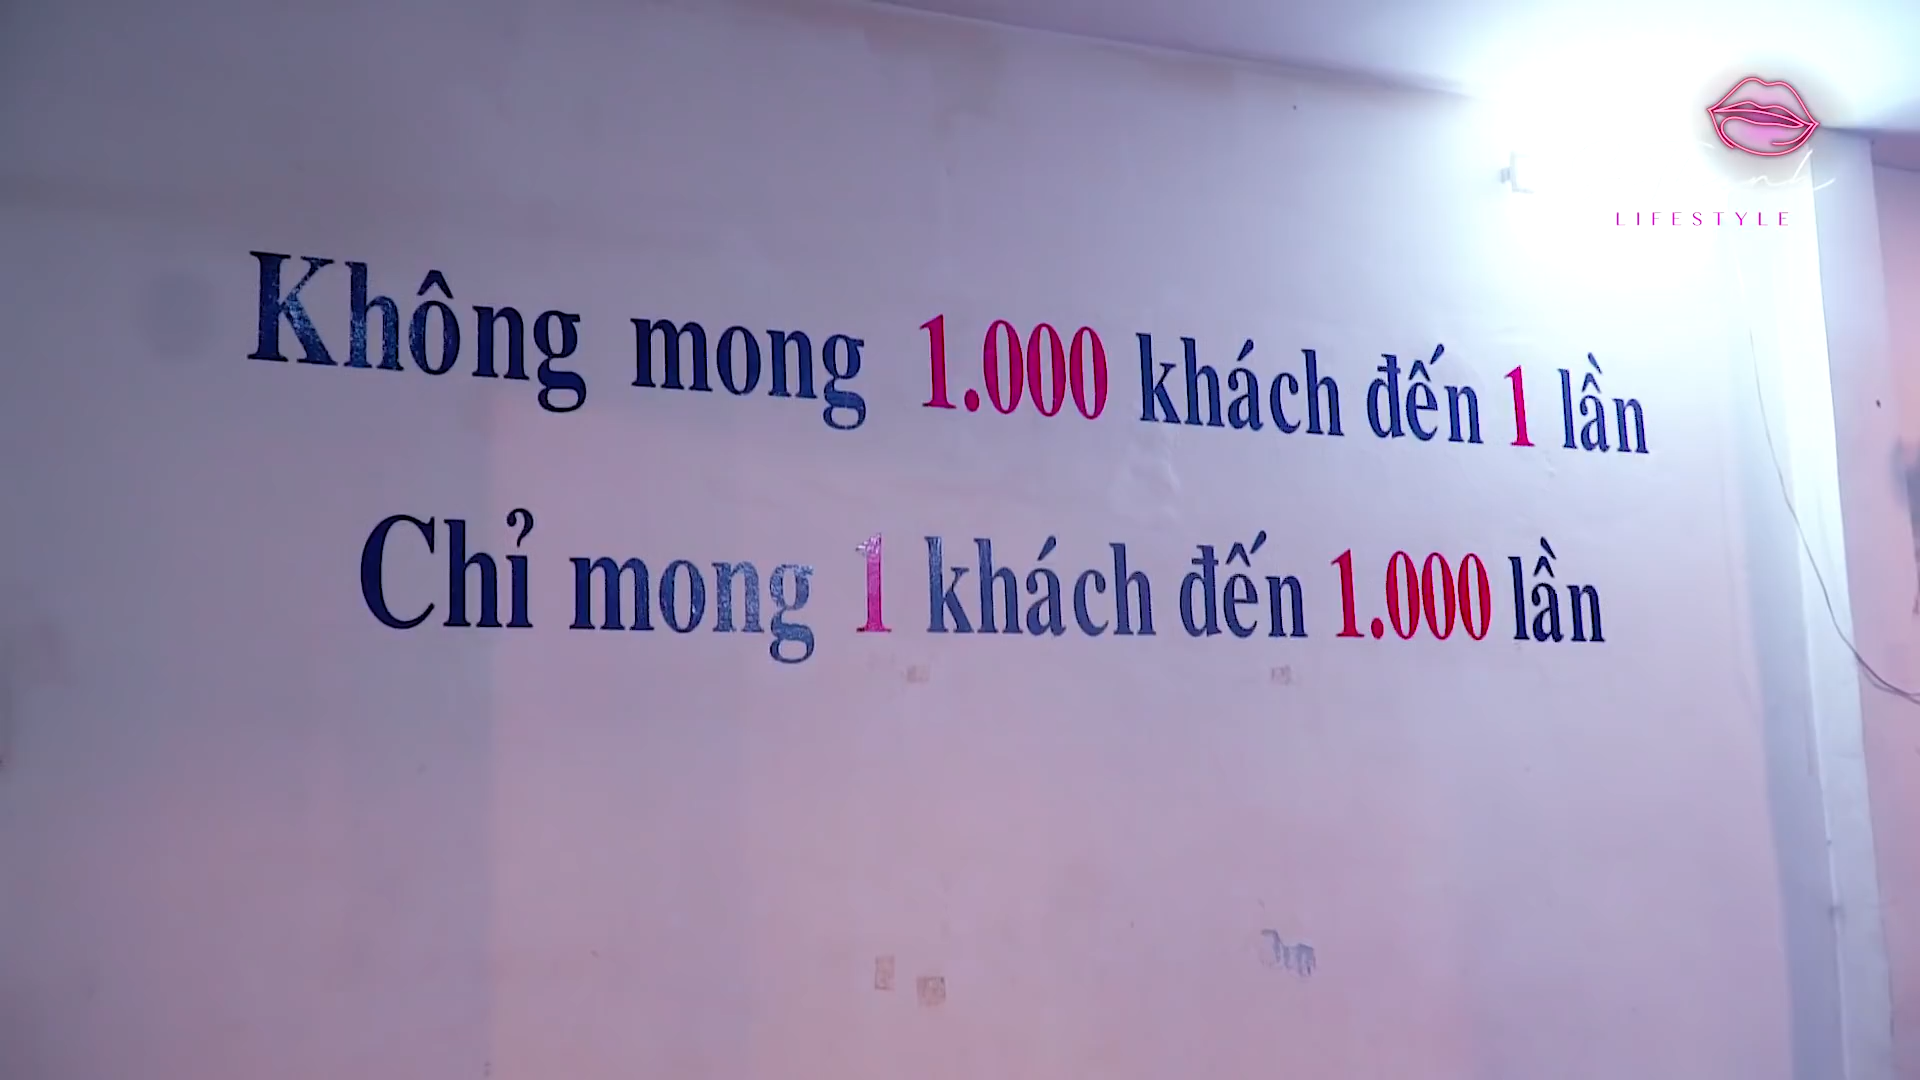 LIFESTYLE
Không mong 1.000 khách đến 1 lần
Chỉ mong 1 khách đến 1.000 lần